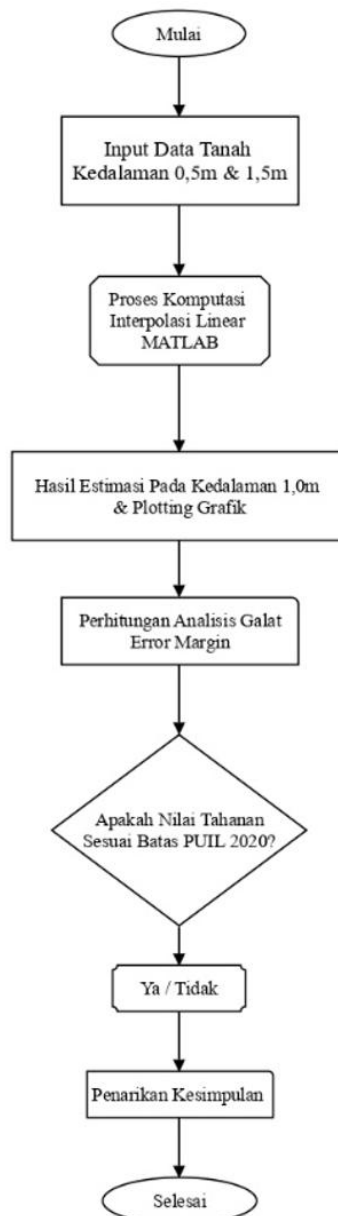 Mulai
Input Data Tanah
Kedalaman 0,5m & 1,5m
Proses Komputasi
Interpolasi Linear
MATLAB
Hasil Estimasi Pada Kedalaman 1,0m
& Plotting Grafik
Perhitungan Analisis Galat
Error Margin
Apakah Nilai Tahanan
Sesuai Batas PUIL 2020?
Ya / Tidak
Penarikan Kesimpulan
Selesai